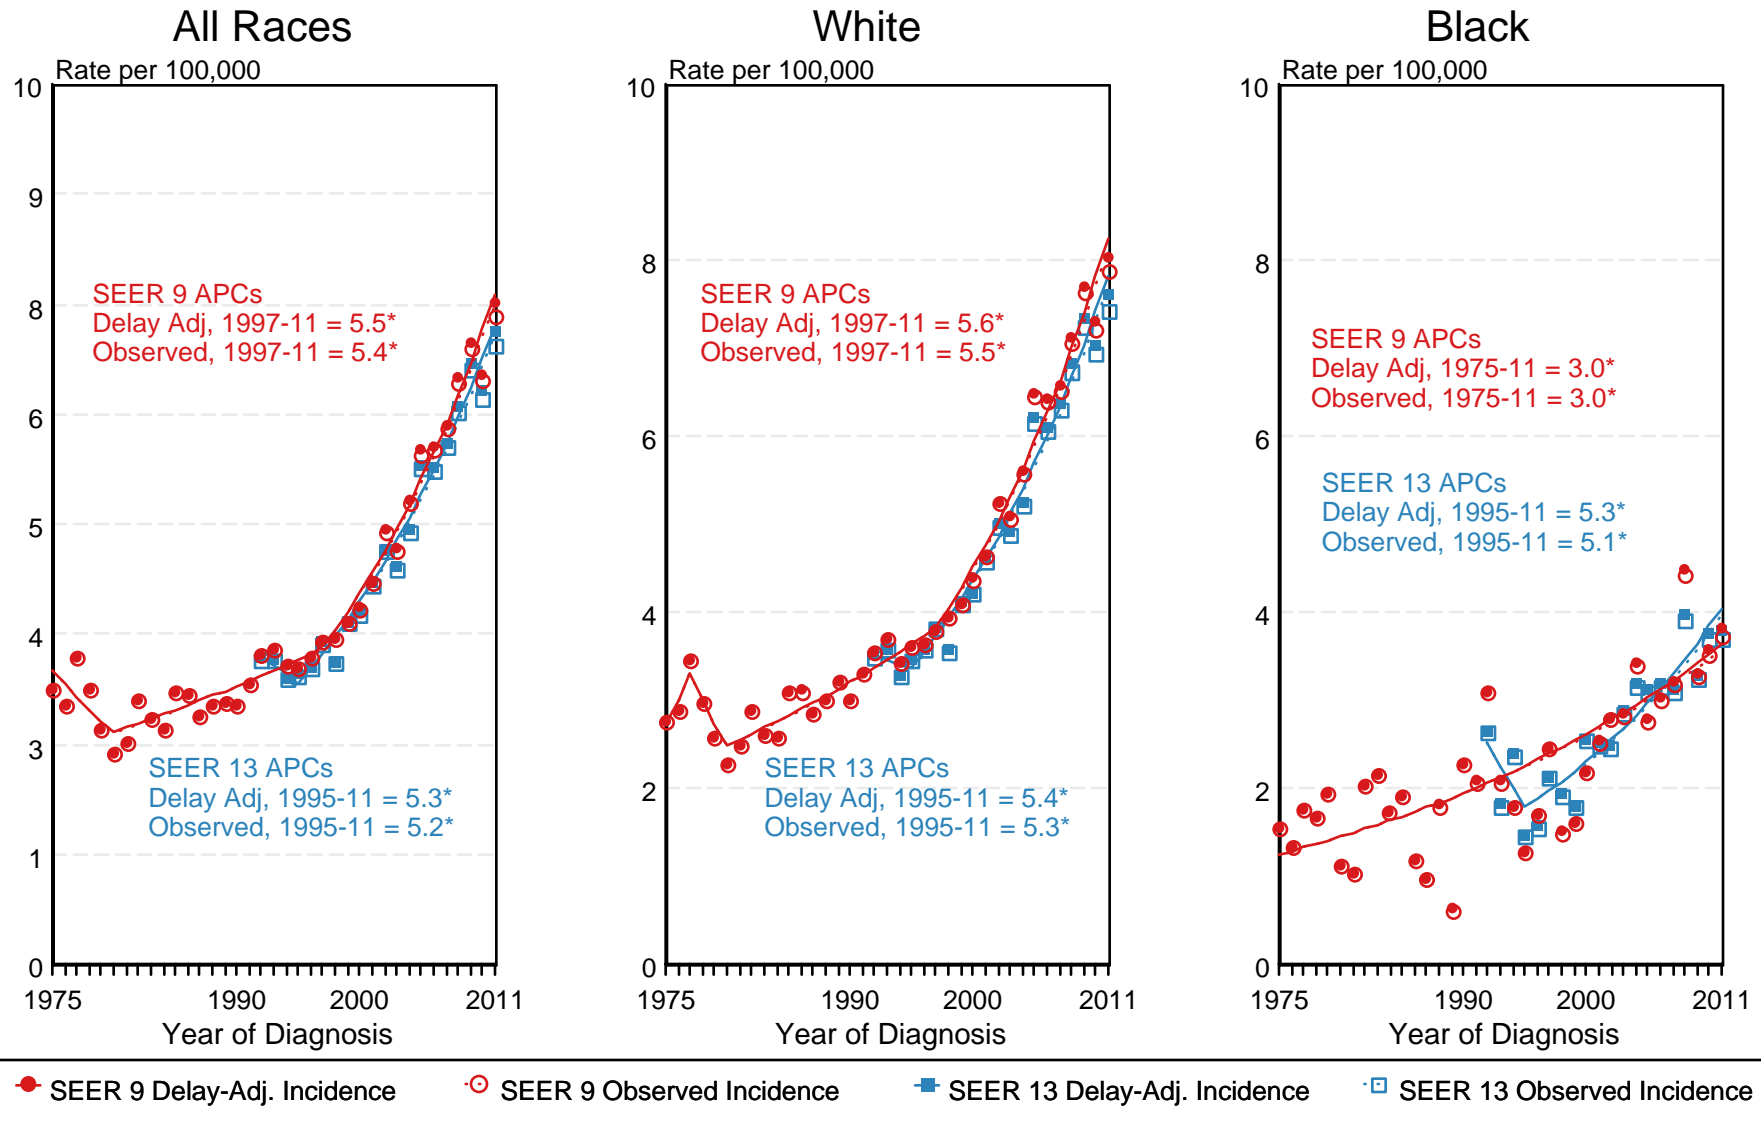 All Races
Rate per 100,000
10
9
8
6
5
4
3
1
0
SEER 9 APCs
Delay Adj, 1997-11 = 5.5*
Observed, 1997-11 = 5.4*
SEER 13 APCs
Delay Adj, 1995-11 = 5.3*
Observed, 1995-11 = 5.2*
1975 1990 2000 2011
Year of Diagnosis
White
Rate per 100,000
10
8
6
4
2
0
SEER 9 APCs
Delay Adj, 1997-11 = 5.6*
Observed, 1997-11 = 5.5*
SEER 13 APCs
Delay Adj, 1995-11 = 5.4*
Observed, 1995-11 = 5.3*
1975 1990 2000 2011
Year of Diagnosis
Black
Rate per 100,000
10
8
6
4
2
0
SEER 9 APCs
Delay Adj, 1975-11 = 3.0*
Observed, 1975-11 = 3.0*
SEER 13 APCs
Delay Adj, 1995-11 = 5.3*
Observed, 1995-11 = 5.1*
1975 1990 2000 2011
Year of Diagnosis
SEER 9 Delay-Adj. Incidence SEER 9 Observed Incidence SEER 13 Delay-Adj. Incidence SEER 13 Observed Incidence